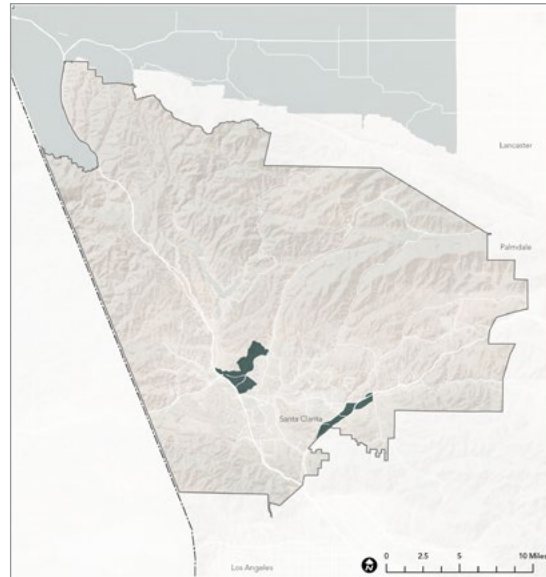 Lancaster
Palmdale
Santa Clarita
Los Angeles
0 2.5 5 10 Miles
N